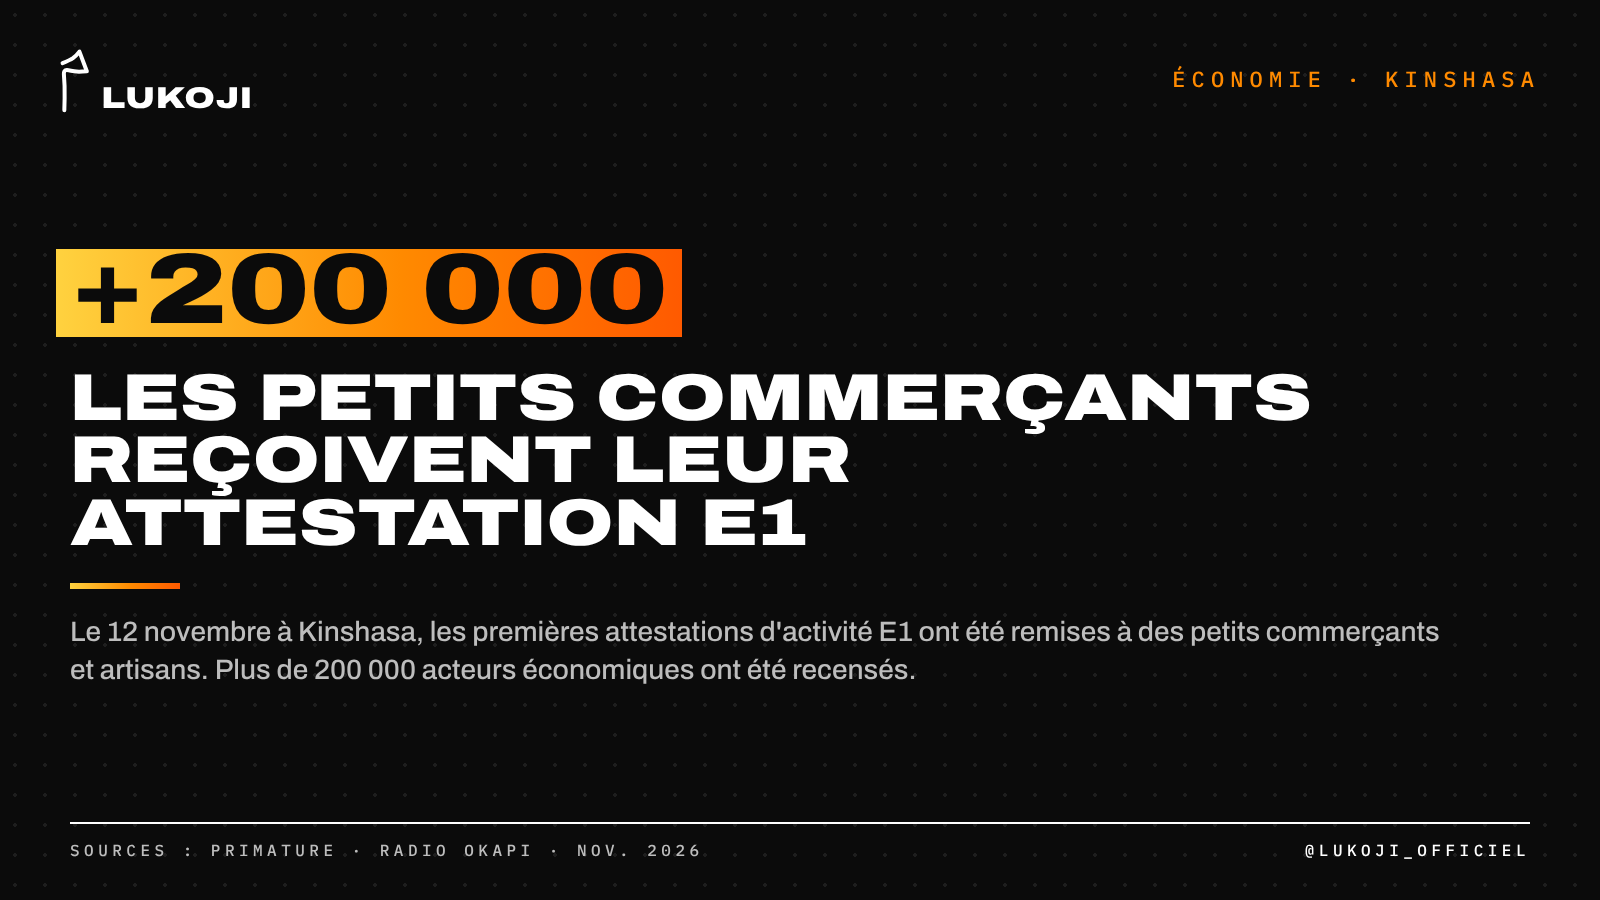 LUKOJI
ÉCONOMIE · KINSHASA
+200 000
LES PETITS COMMERÇANTS
REÇOIVENT LEUR
ATTESTATION E1
Le 12 novembre à Kinshasa, les premières attestations d'activité E1 ont été remises à des petits commerçants
et artisans. Plus de 200 000 acteurs économiques ont été recensés.
SOURCES : PRIMATURE · RADIO OKAPI · NOV. 2026
@LUKOJI_OFFICIEL